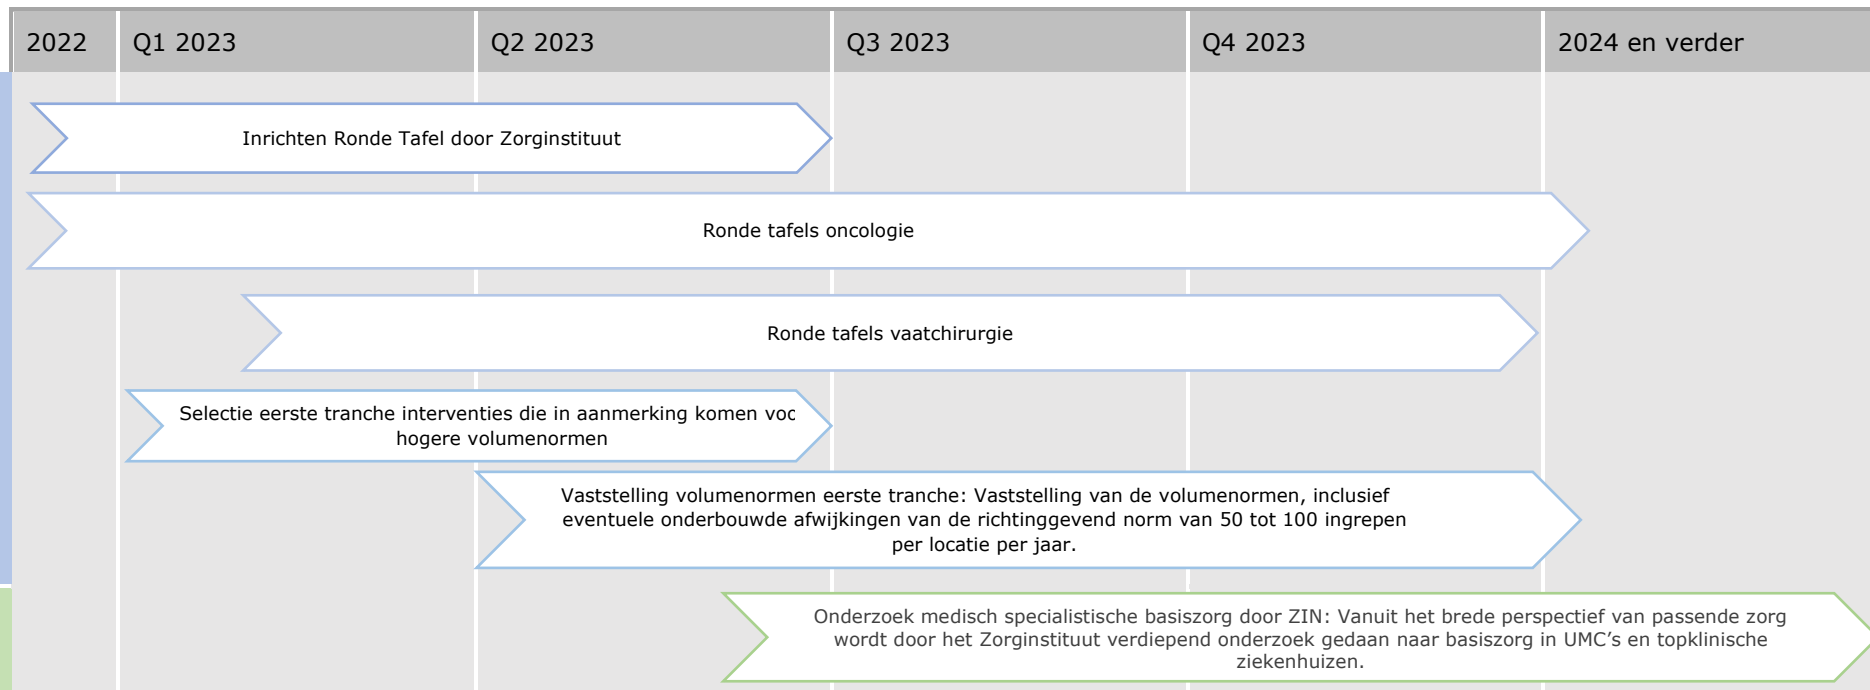 2022 Q1 2023 Q2 2023 Q3 2023 Q4 2023 2024 en verder
Inrichten Ronde Tafel door Zorginstituut
Ronde tafels oncologie
Ronde tafels vaatchirurgie
Selectie eerste tranche interventies die in aanmerking komen voo
hogere volumenormen
Vaststelling volumenormen eerste tranche: Vaststelling van de volumenormen, inclusief
eventuele onderbouwde afwijkingen van de richtinggevend norm van 50 tot 100 ingrepen
per locatie per jaar.
Onderzoek medisch specialistische basiszorg door ZIN: Vanuit het brede perspectief van passende zorg
wordt door het Zorginstituut verdiepend onderzoek gedaan naar basiszorg in UMC's en topklinische
ziekenhuizen.